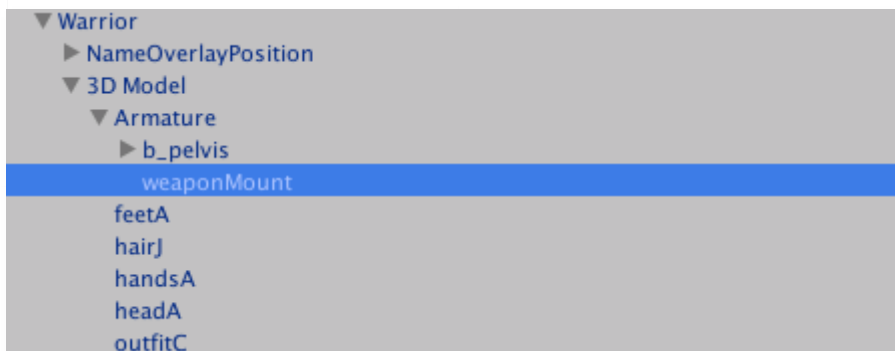 Warrior
NameOverlayPosition
3D Model
Armature
b_pelvis
weaponMount
feetA
hairJ
handsA
headA
outfitC